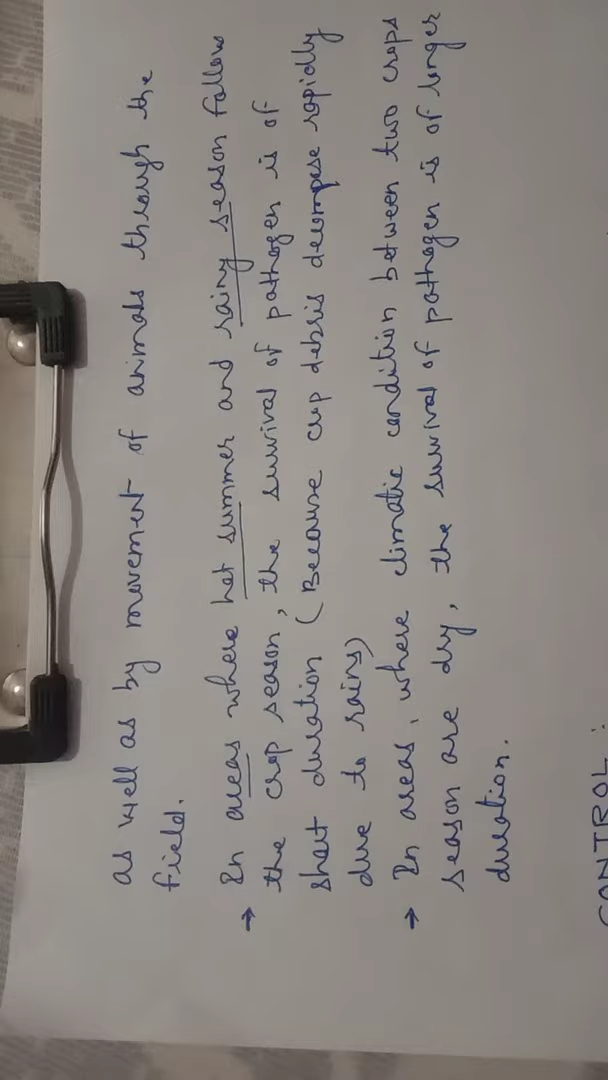 as well as by movement of animals through the
field.
→ In areas where hot summer and rainy season follow
the crop season, the survival of pathogen is of
short duration (Because crop debris decompose rapidly
due to rains)
→ In areas, where climatic condition between two crops
season are dry, the survival of pathogen is of longer
duration.
CONTROL: